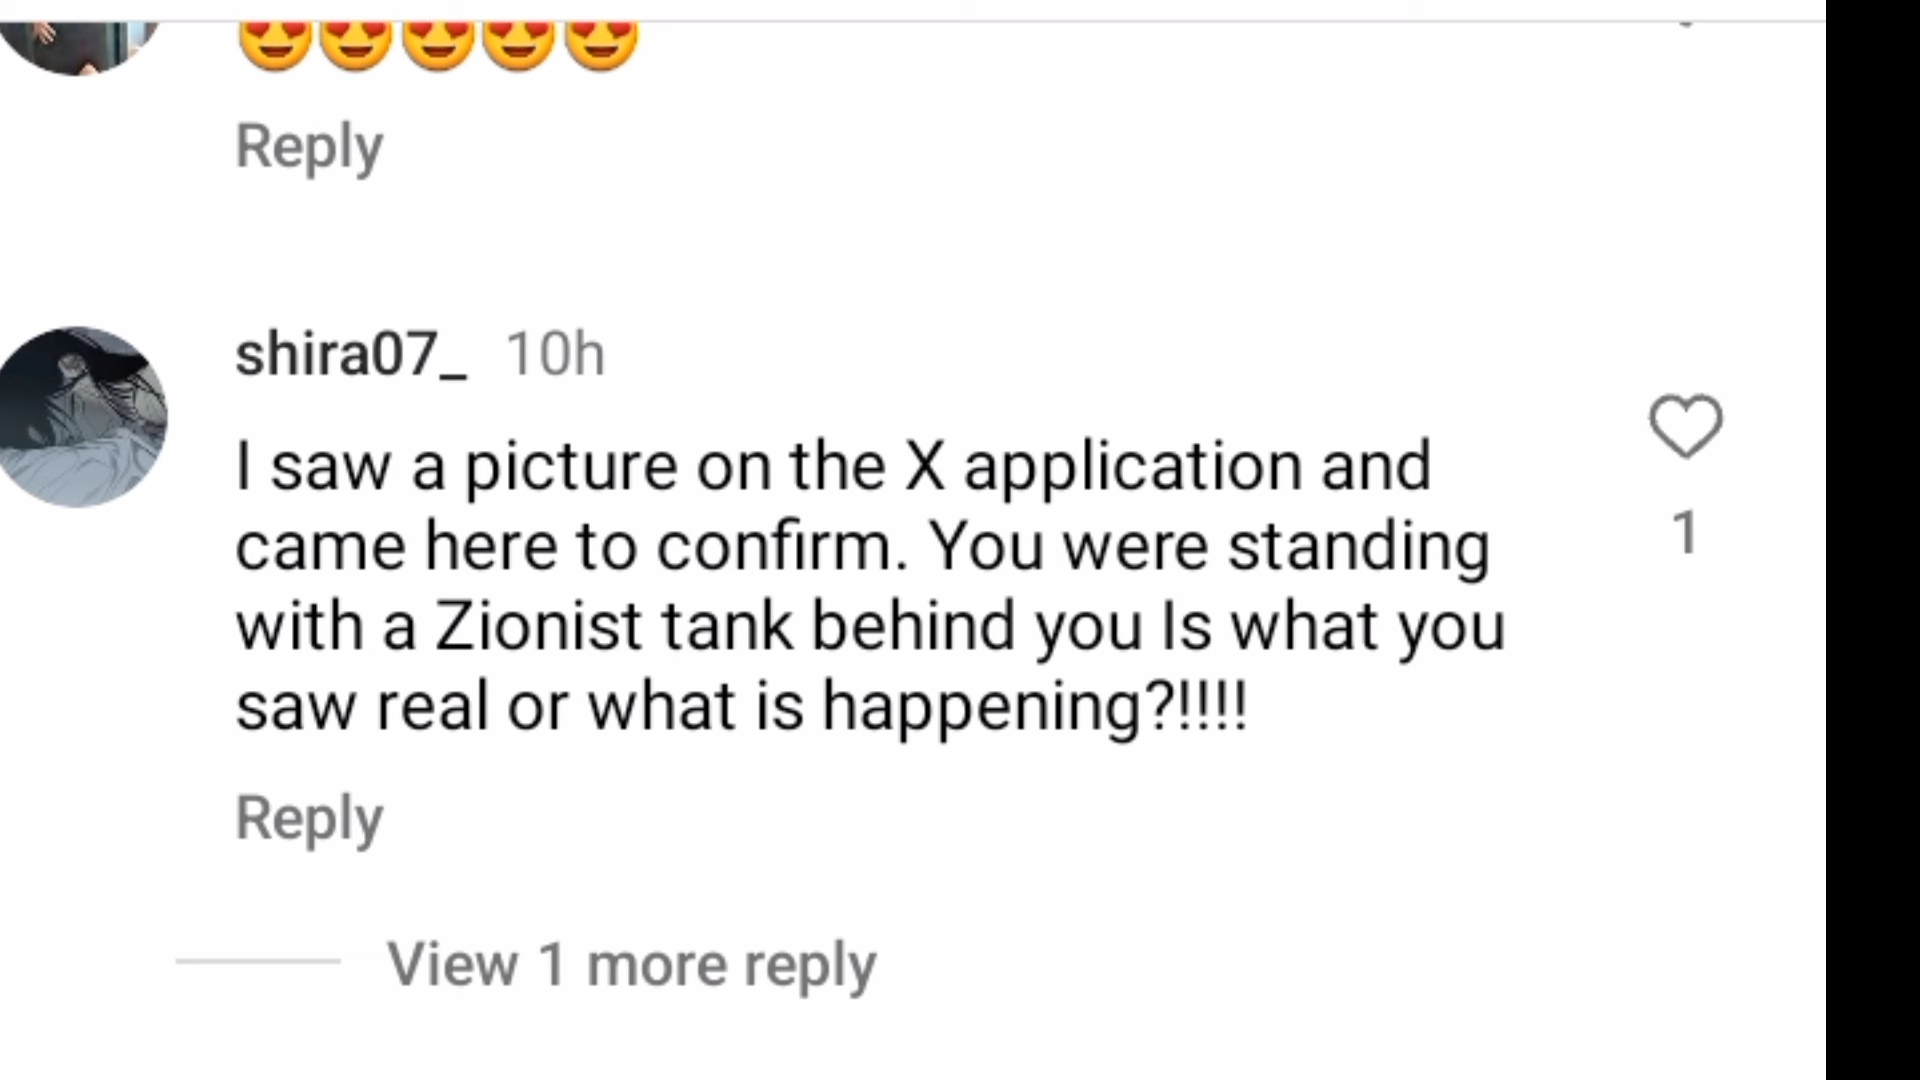 😍😍😍😍😍
Reply
shira07_ 10h
I saw a picture on the X application and
came here to confirm. You were standing
with a Zionist tank behind you Is what you
saw real or what is happening?!!!!
1
Reply
View 1 more reply